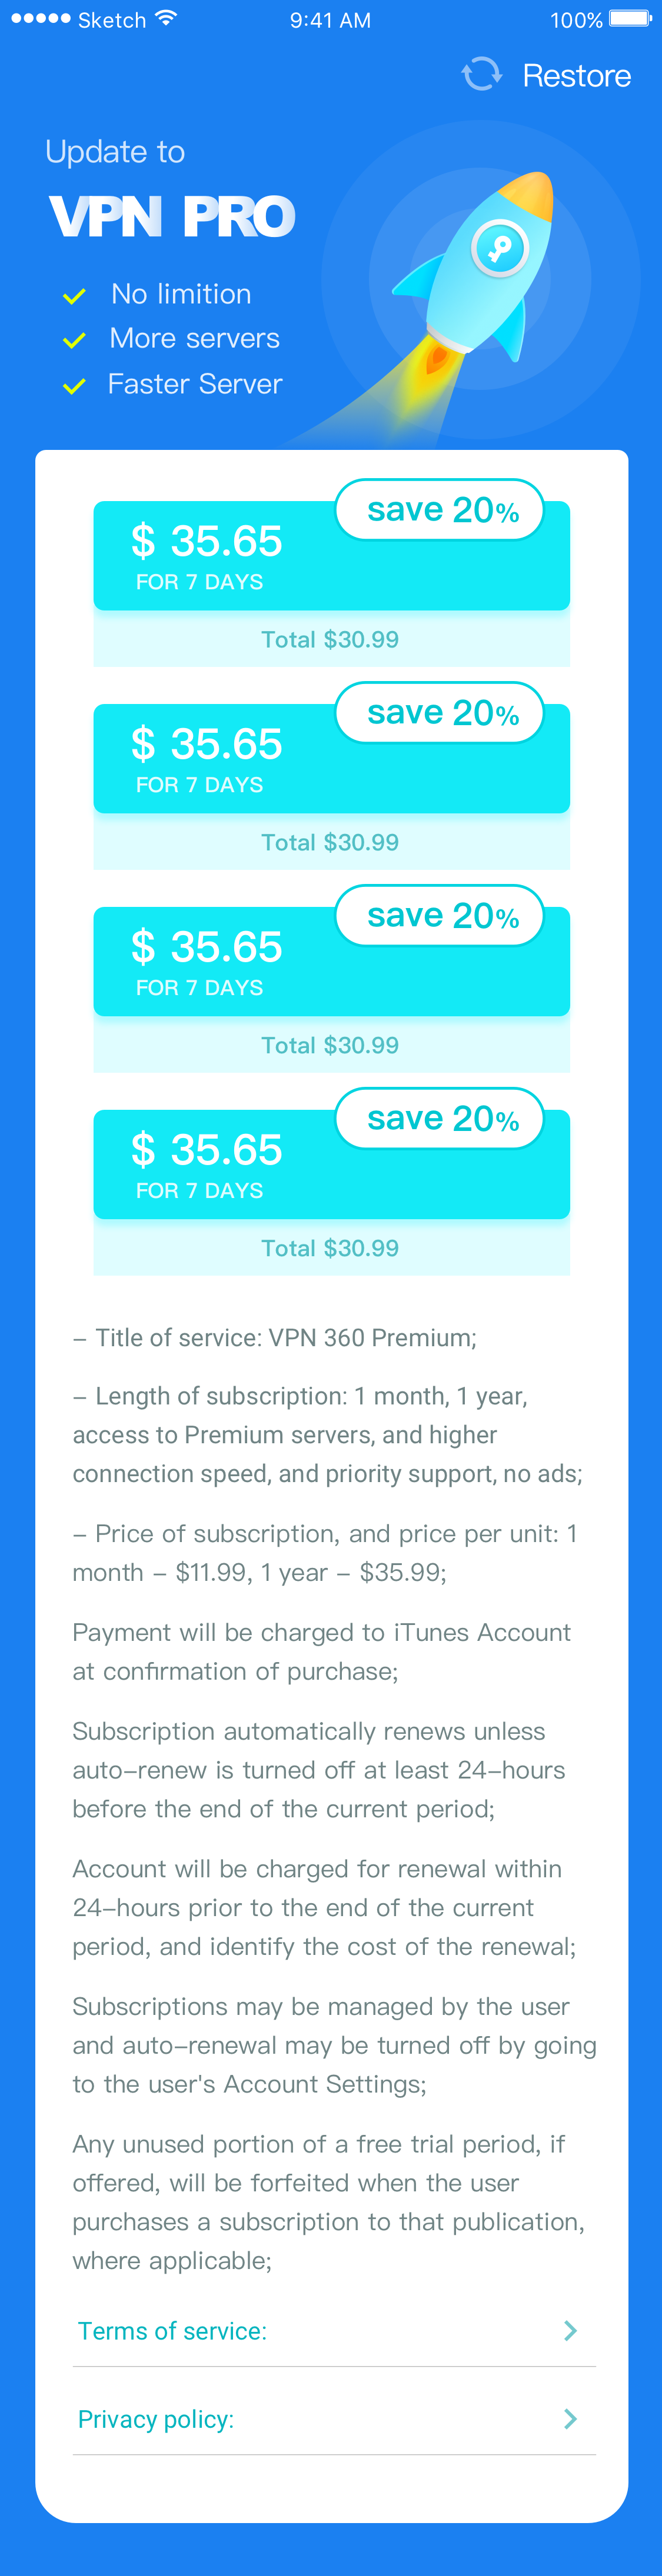 Sketch 9:41 AM 100%
Restore
Update to
VPN PRO
No limition
More servers
Faster Server
save 20%
$ 35.65
FOR 7 DAYS
Total $30.99
save 20%
$ 35.65
FOR 7 DAYS
Total $30.99
save 20%
$ 35.65
FOR 7 DAYS
Total $30.99
save 20%
$ 35.65
FOR 7 DAYS
Total $30.99
– Title of service: VPN 360 Premium;
– Length of subscription: 1 month, 1 year,
access to Premium servers, and higher
connection speed, and priority support, no ads;
– Price of subscription, and price per unit: 1
month – $11.99, 1 year – $35.99;
Payment will be charged to iTunes Account
at confirmation of purchase;
Subscription automatically renews unless
auto–renew is turned off at least 24–hours
before the end of the current period;
Account will be charged for renewal within
24–hours prior to the end of the current
period, and identify the cost of the renewal;
Subscriptions may be managed by the user
and auto–renewal may be turned off by going
to the user's Account Settings;
Any unused portion of a free trial period, if
offered, will be forfeited when the user
purchases a subscription to that publication,
where applicable;
Terms of service:
Privacy policy: